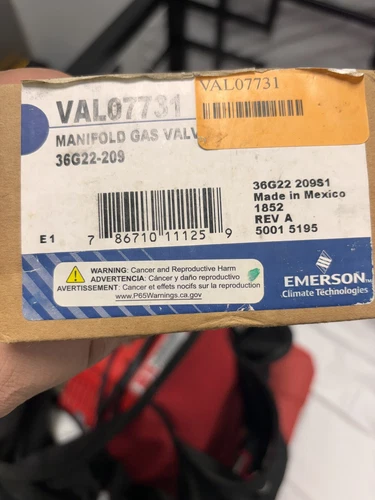 VAL07731
VAL07731
MANIFOLD GAS VALV
36G22-209
36G22 209S1
Made in Mexico
1852
REV A
5001 5195
E1
7 86710 11125 9
WARNING: Cancer and Reproductive Harm
ADVERTENCIA: Cáncer y daño reproductivo
AVERTISSEMENT: Cancer et effets nocifs sur la reproduction
www.P65Warnings.ca.gov
EMERSON
Climate Technologies